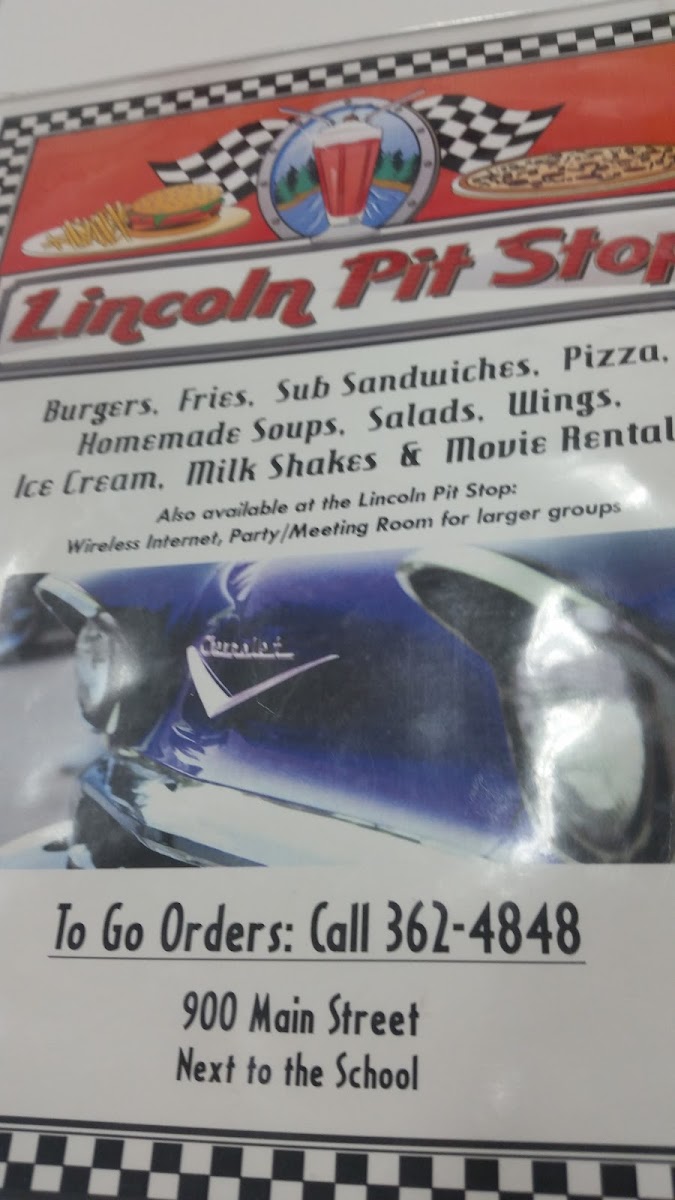 Lincoln Pit Stop
Burgers, Fries, Sub Sandwiches, Pizza,
Homemade Soups, Salads, Wings,
Ice Cream, Milk Shakes & Movie Rental
Also available at the Lincoln Pit Stop:
Wireless Internet, Party/Meeting Room for larger groups
Chevrolet
To Go Orders: Call 362-4848
900 Main Street
Next to the School